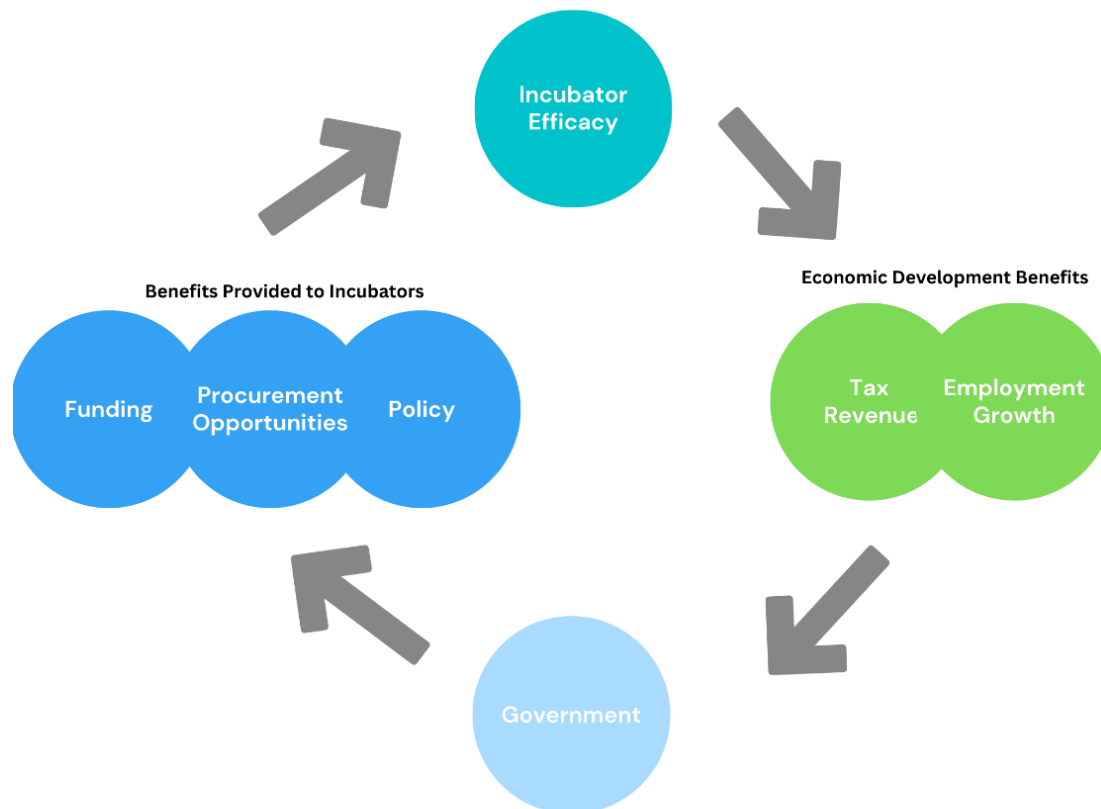 Incubator
Efficacy
Benefits Provided to Incubators
Economic Development Benefits
Funding
Procurement
Opportunities
Policy
Tax
Revenue
Employment
Growth
Government